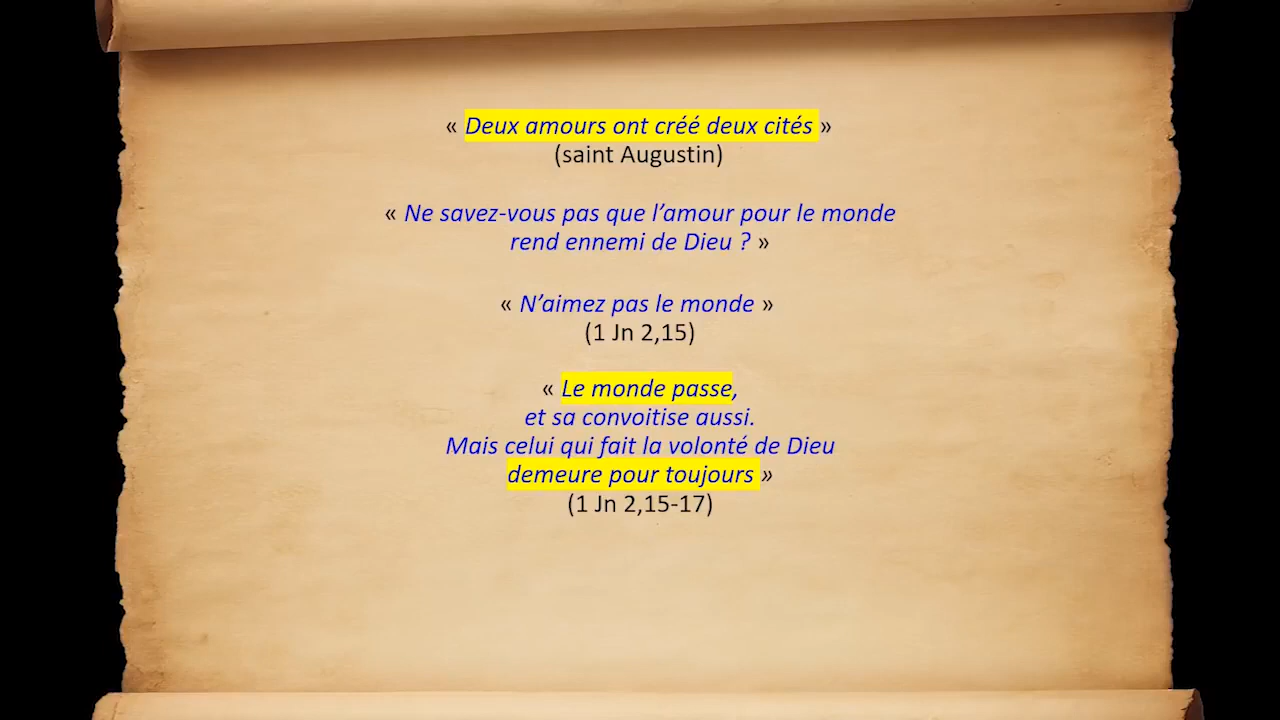 « Deux amours ont créé deux cités »
(saint Augustin)
« Ne savez-vous pas que l’amour pour le monde
rend ennemi de Dieu ? »
« N’aimez pas le monde »
(1 Jn 2,15)
« Le monde passe,
et sa convoitise aussi.
Mais celui qui fait la volonté de Dieu
demeure pour toujours »
(1 Jn 2,15-17)